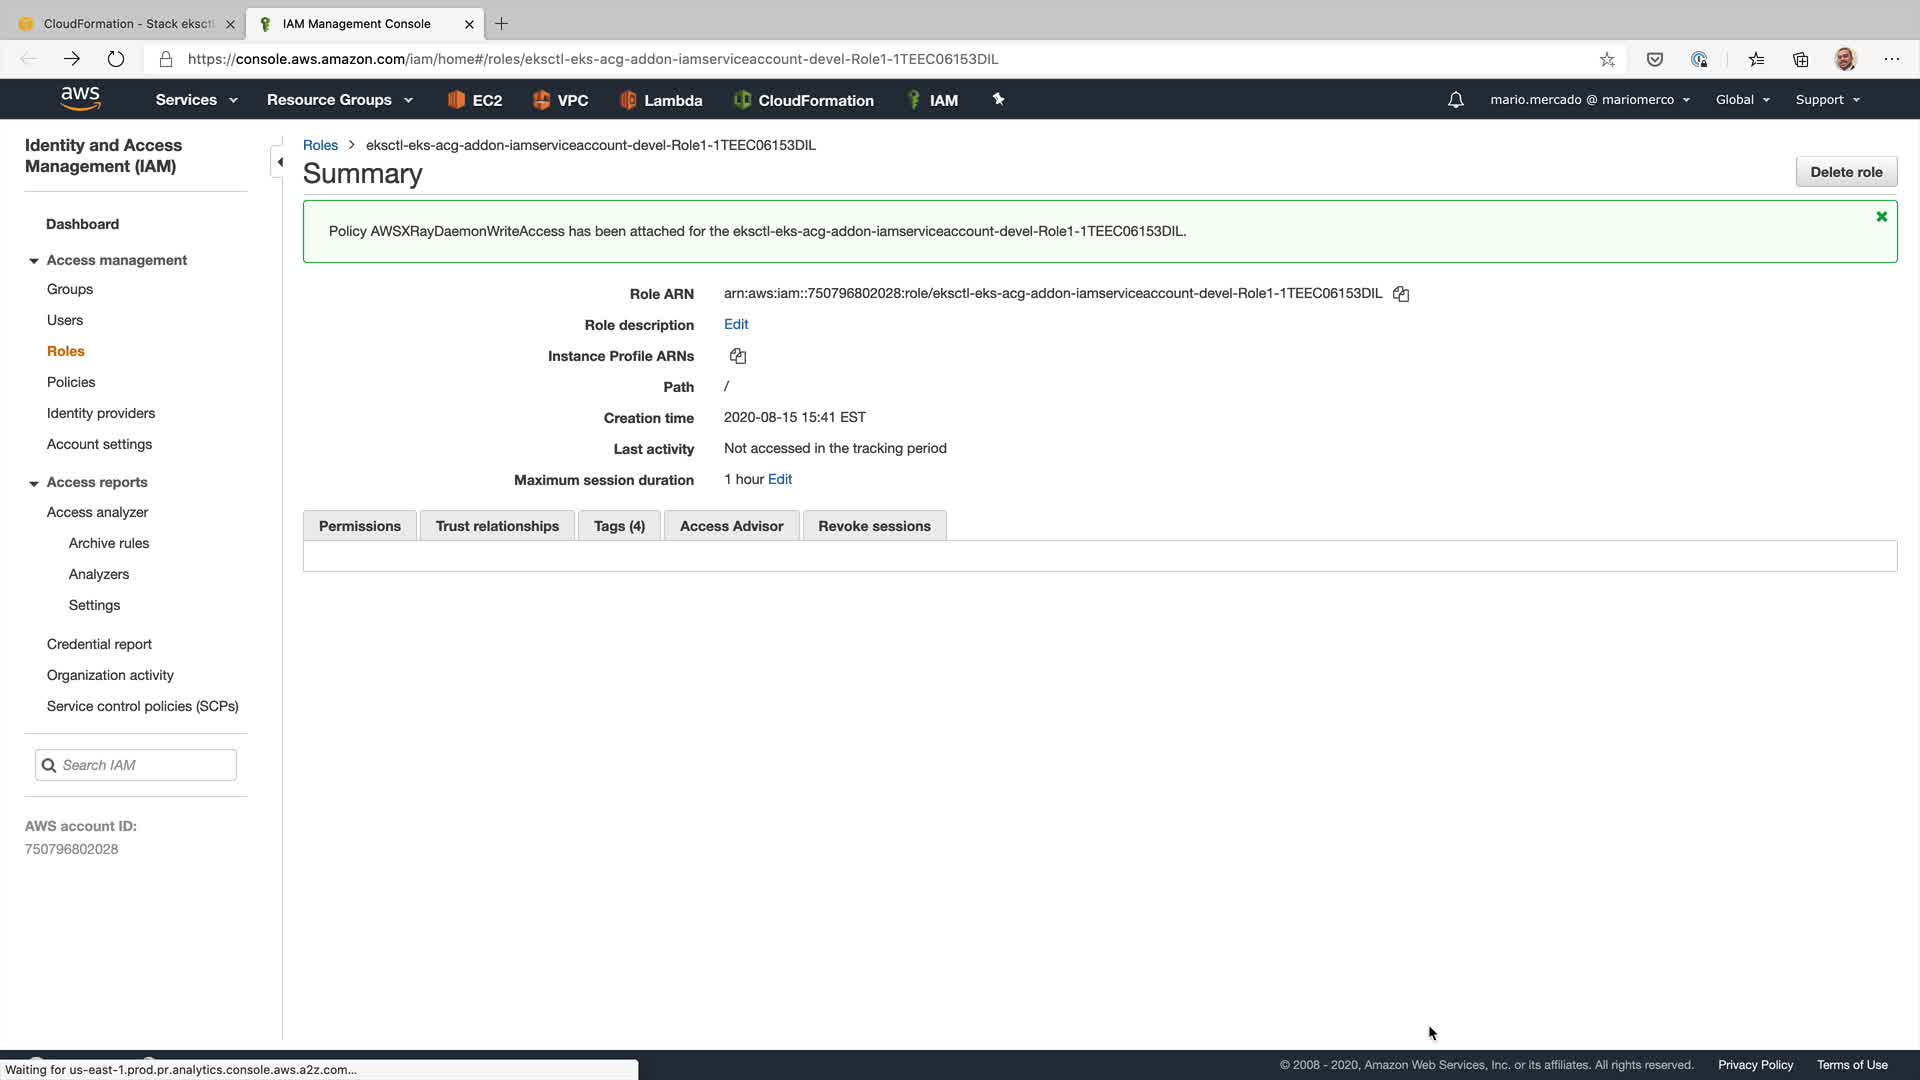 CloudFormation - Stack eksctl
IAM Management Console
https://console.aws.amazon.com/iam/home#/roles/eksctl-eks-acg-addon-iamserviceaccount-devel-Role1-1TEEC06153DIL
aws
Services
Resource Groups
EC2
VPC
Lambda
CloudFormation
IAM
mario.mercado @ mariomerco
Global
Support
Identity and Access
Management (IAM)
Dashboard
Access management
Groups
Users
Roles
Policies
Identity providers
Account settings
Access reports
Access analyzer
Archive rules
Analyzers
Settings
Credential report
Organization activity
Service control policies (SCPs)
Search IAM
AWS account ID:
750796802028
Roles > eksctl-eks-acg-addon-iamserviceaccount-devel-Role1-1TEEC06153DIL
Summary
Delete role
Policy AWSXRayDaemonWriteAccess has been attached for the eksctl-eks-acg-addon-iamserviceaccount-devel-Role1-1TEEC06153DIL.
Role ARN arn:aws:iam::750796802028:role/eksctl-eks-acg-addon-iamserviceaccount-devel-Role1-1TEEC06153DIL
Role description Edit
Instance Profile ARNs
Path /
Creation time 2020-08-15 15:41 EST
Last activity Not accessed in the tracking period
Maximum session duration 1 hour Edit
Permissions
Trust relationships
Tags (4)
Access Advisor
Revoke sessions
Waiting for us-east-1.prod.pr.analytics.console.aws.a2z.com...
© 2008 - 2020, Amazon Web Services, Inc. or its affiliates. All rights reserved.
Privacy Policy
Terms of Use